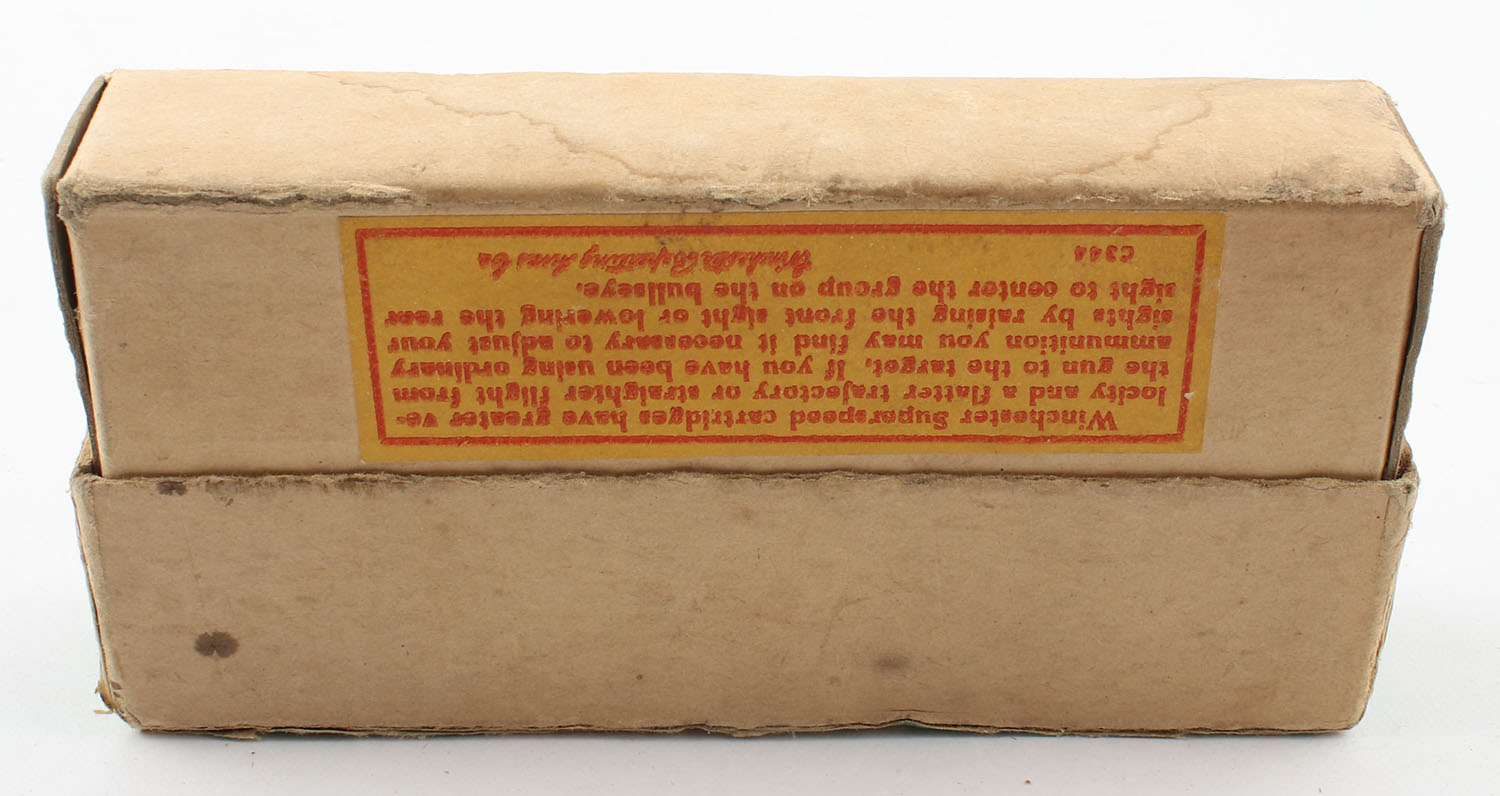 Winchester Superspeed cartridges have greater ve-
locity and a flatter trajectory or straighter flight from
the gun to the target. If you have been using ordinary
ammunition you may find it necessary to adjust your
sights by raising the front sight or lowering the rear
sight to center the group on the bullseye.
C344 Winchester Repeating Arms Co